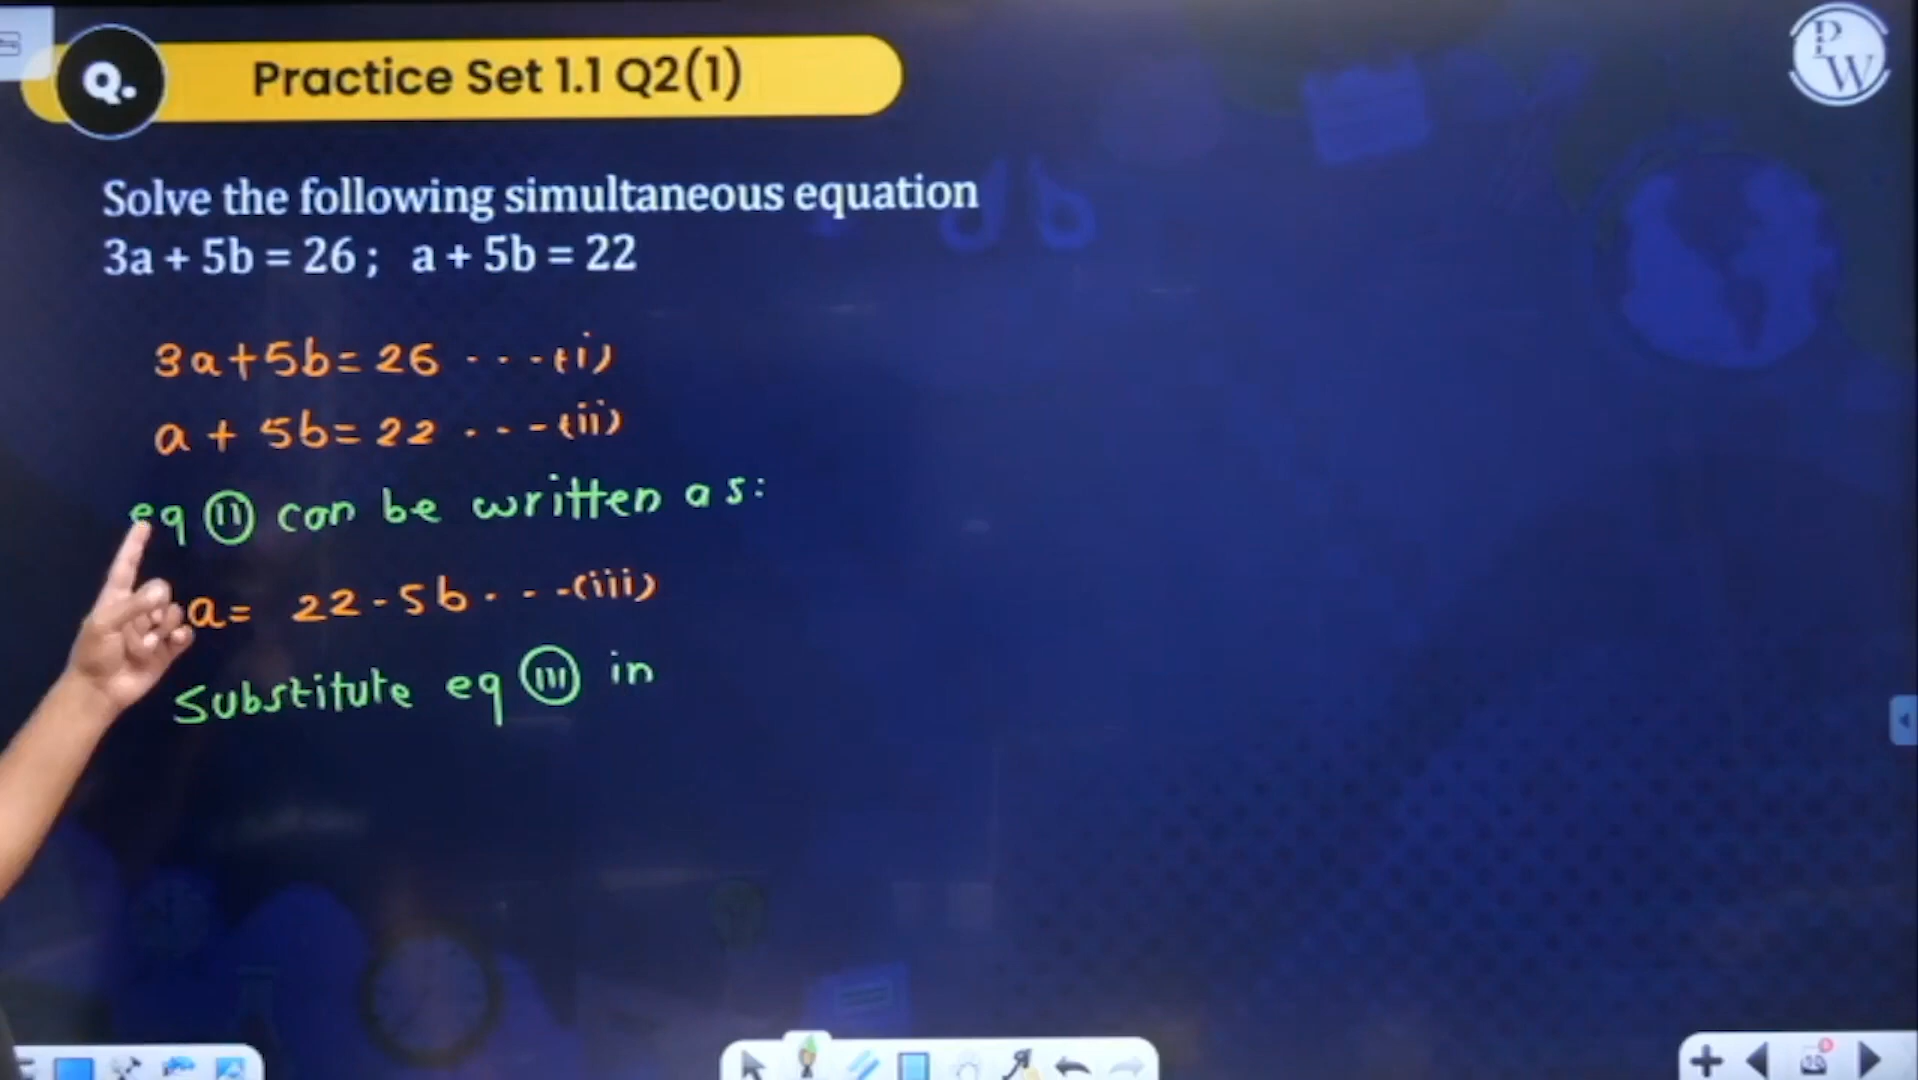 Q. Practice Set 1.1 Q2(1)
PW
Solve the following simultaneous equation
3a + 5b = 26 ; a + 5b = 22
3a+5b=26 - - - (i)
a + 5b=22 - - - (ii)
eq (II) can be written as:
a= 22-5b - - - (iii)
Substitute eq (III) in